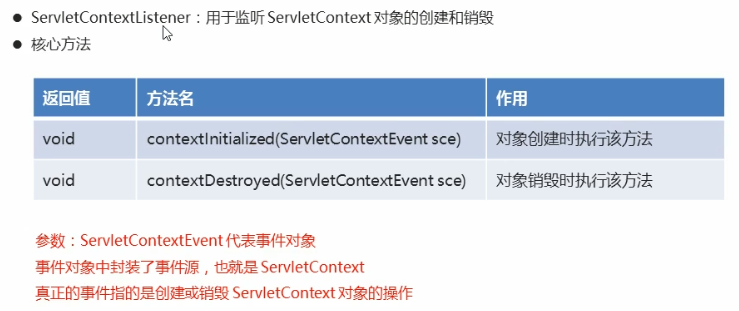 ● ServletContextListener：用于监听 ServletContext 对象的创建和销毁
● 核心方法
返回值 方法名 作用
void contextInitialized(ServletContextEvent sce) 对象创建时执行该方法
void contextDestroyed(ServletContextEvent sce) 对象销毁时执行该方法
参数：ServletContextEvent 代表事件对象
事件对象中封装了事件源，也就是 ServletContext
真正的事件指的是创建或销毁 ServletContext 对象的操作